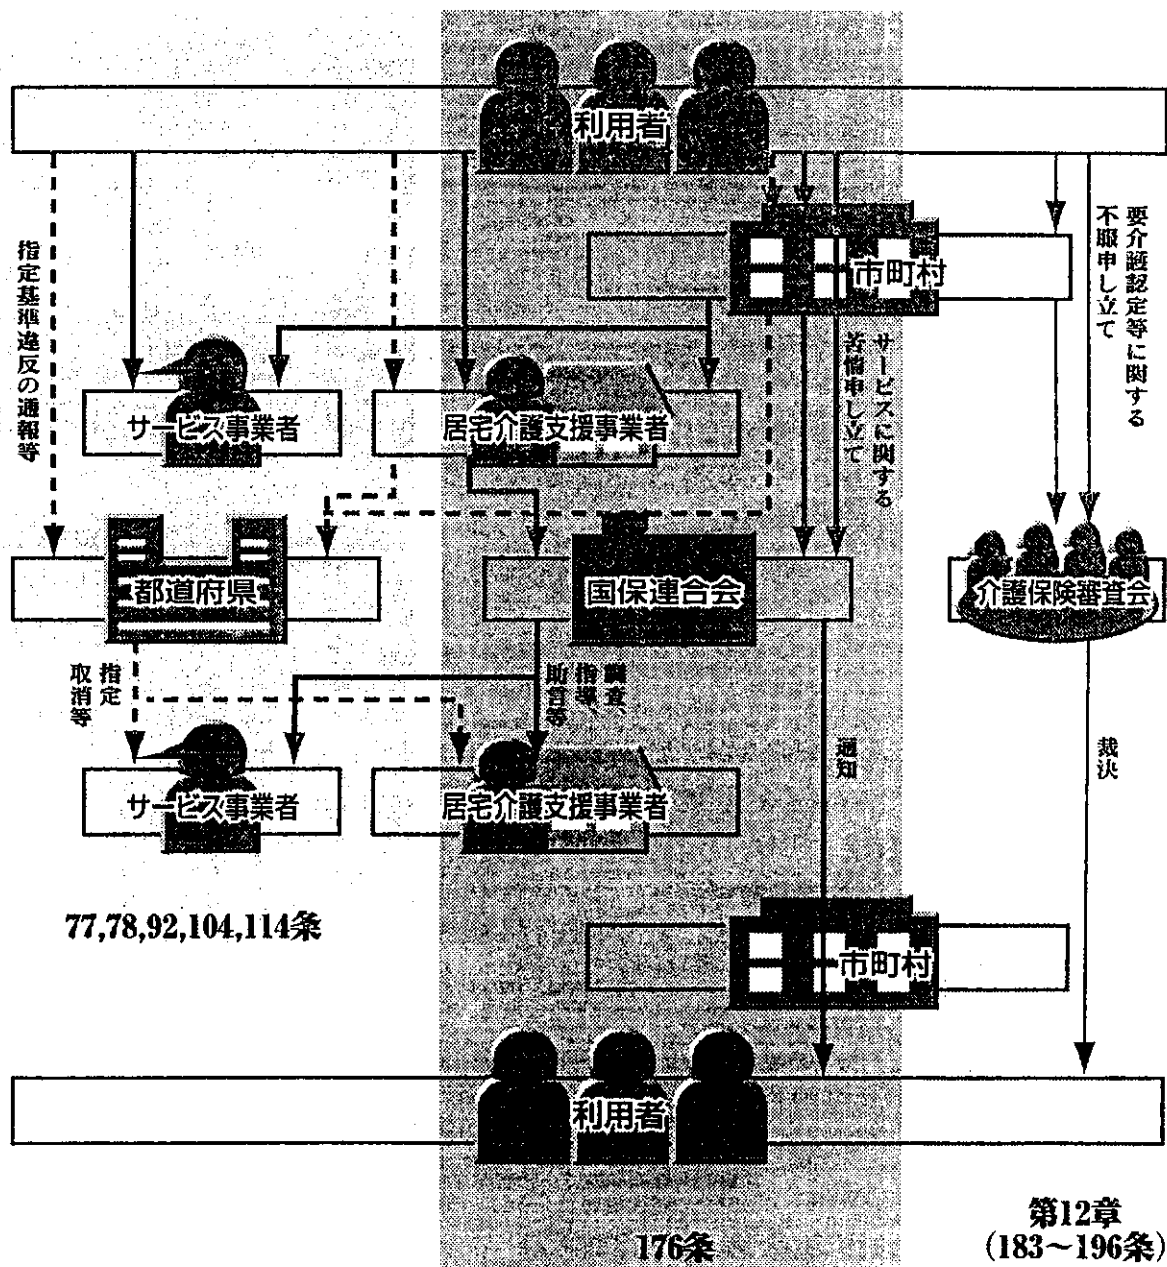 利用者
市町村
要介護認定等に関する
不服申し立て
指定基準違反の通報等
サービスに関する
苦情申し立て
サービス事業者
居宅介護支援事業者
都道府県
国保連合会
介護保険審査会
指定
取消等
調査、
指導、
助言等
通知
裁決
サービス事業者
居宅介護支援事業者
77,78,92,104,114条
市町村
利用者
176条
第12章
（183～196条）